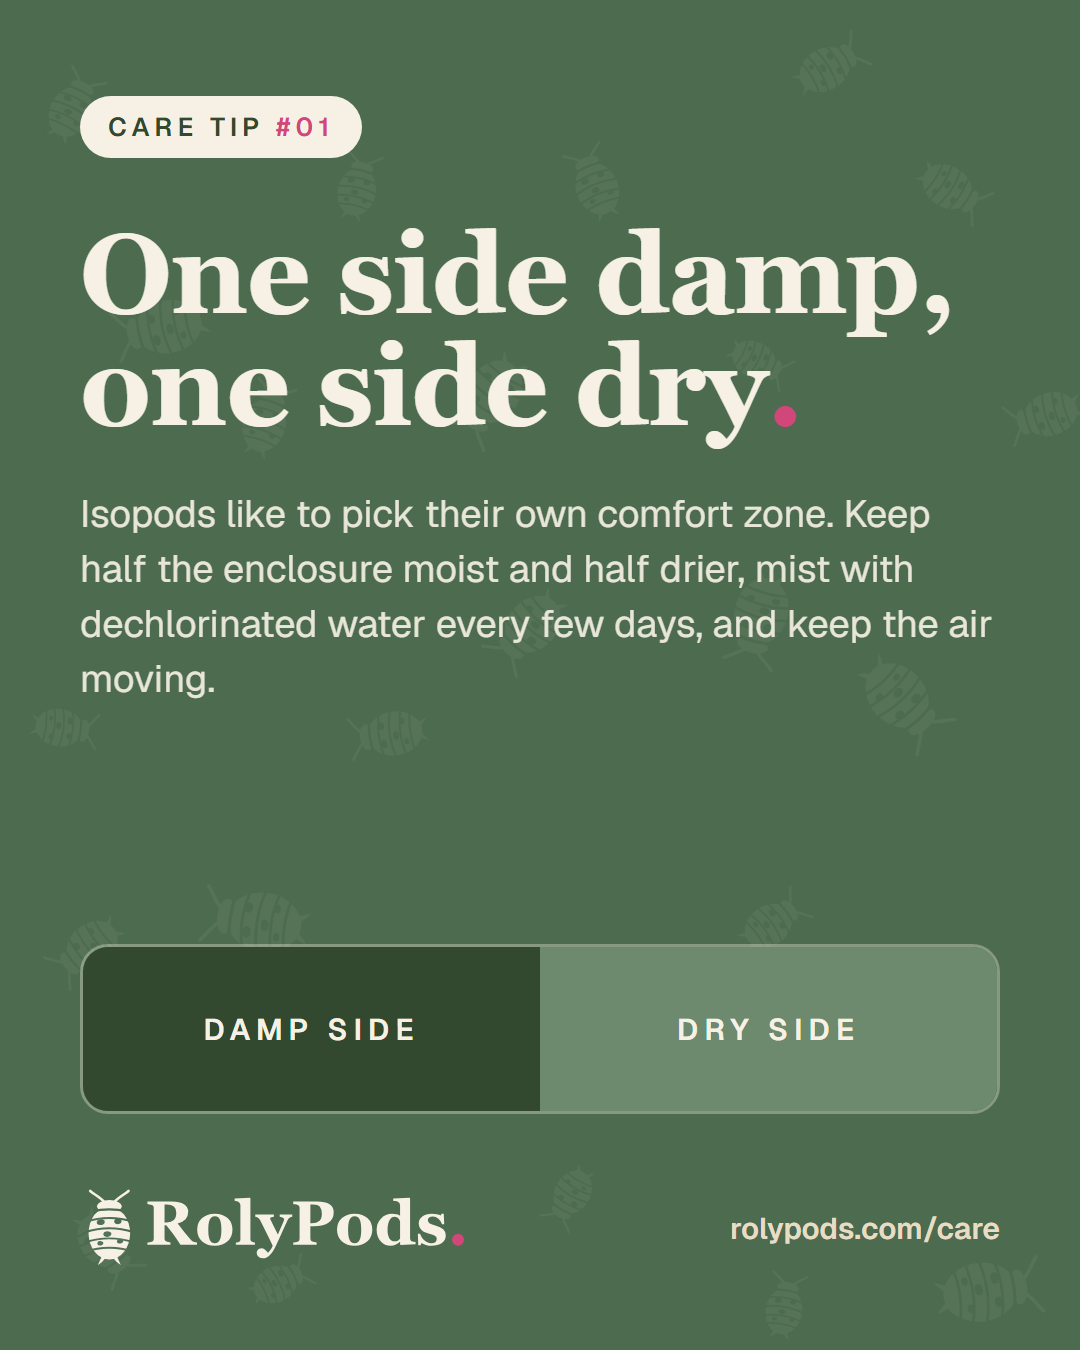 CARE TIP #01
One side damp,
one side dry.
Isopods like to pick their own comfort zone. Keep
half the enclosure moist and half drier, mist with
dechlorinated water every few days, and keep the air
moving.
DAMP SIDE
DRY SIDE
RolyPods.
rolypods.com/care